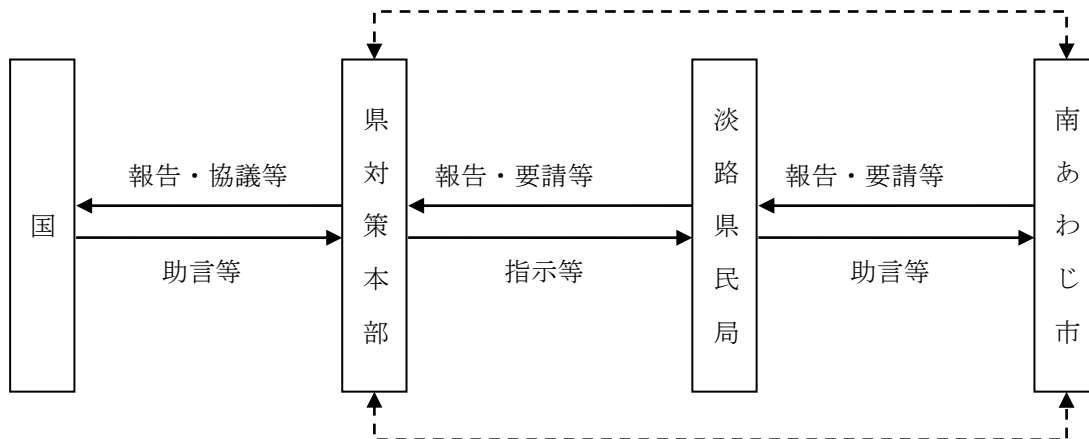 国
県対策本部
淡路県民局
南あわじ市
報告・協議等
報告・要請等
報告・要請等
助言等
指示等
助言等